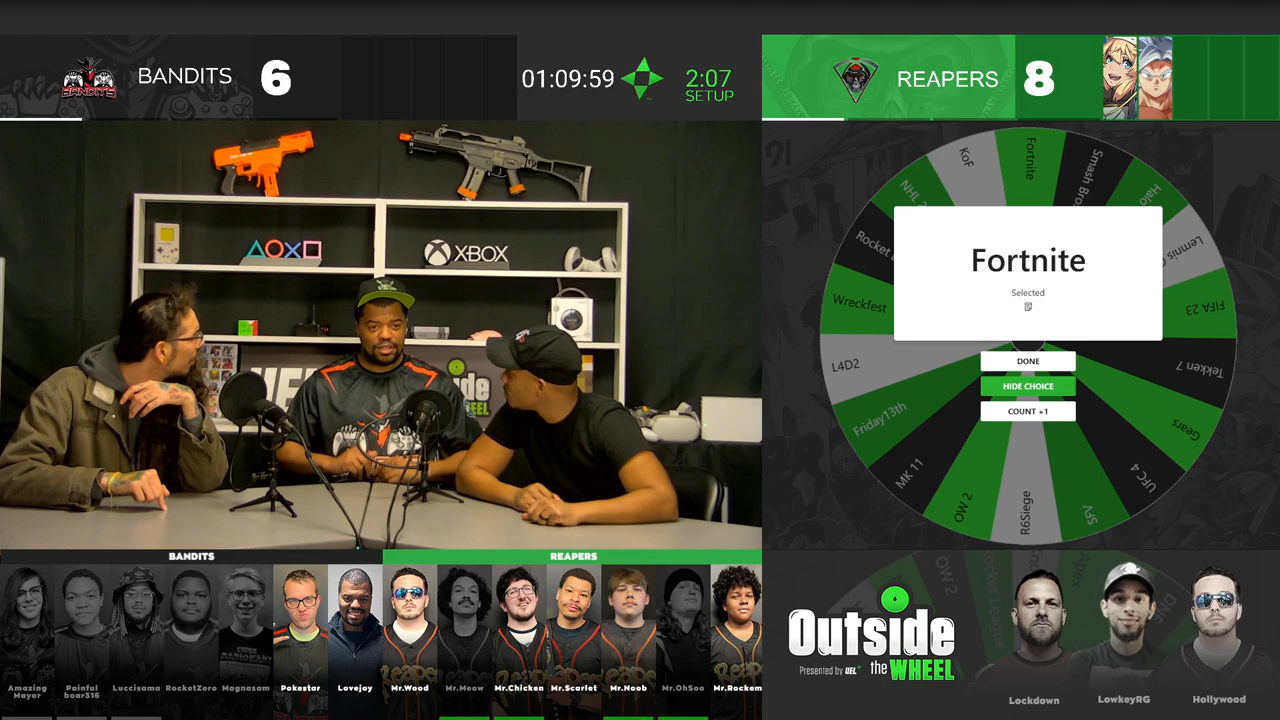 BANDITS 6
01:09:59
2:07
SETUP
REAPERS 8
BANDITS
XBOX
Fortnite
Selected
DONE
HIDE CHOICE
COUNT +1
KoF
Fortnite
Smash Bros
Halo
FIFA 23
Tekken 7
Gears
UFC 4
SFV
R6Siege
OW 2
MK 11
Friday13th
L4D2
Wreckfest
Rocket
NHL
BANDITS
REAPERS
Amazing
Mayor
Painful
boar316
Luccisama
RocketZero
Magnasam
Pokestar
Lovejoy
Mr.Wood
Mr.Meow
Mr.Chicken
Mr.Scarlet
Mr.Noob
Mr.OhSoo
Mr.Rockem
Outside
the WHEEL
Presented by UEL
Lockdown
LowkeyRG
Hollywood